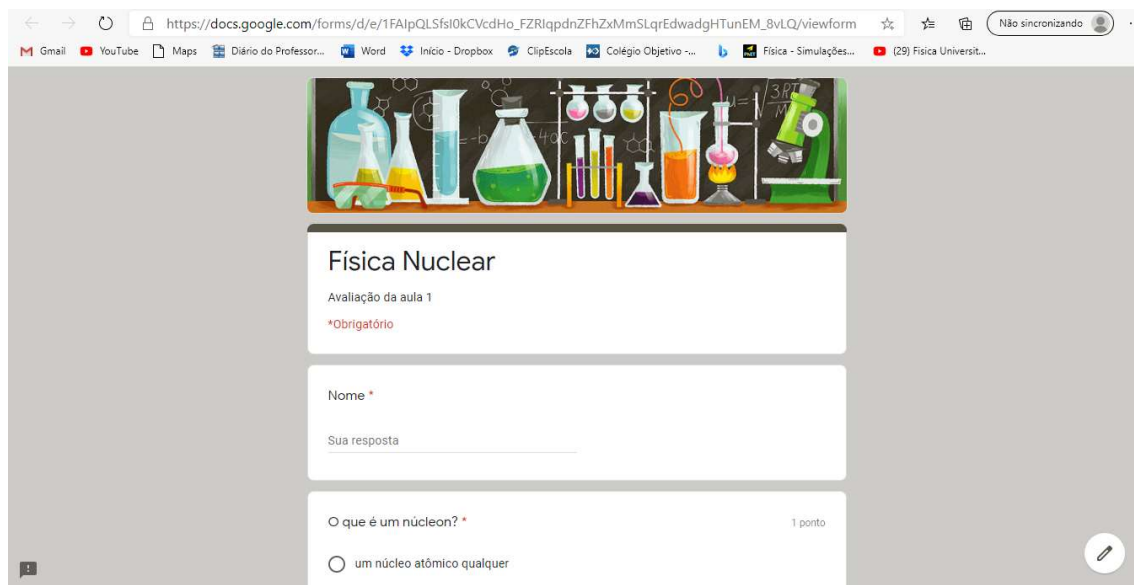 https://docs.google.com/forms/d/e/1FAIpQLSfsI0kCVcdHo_FZRIqpdnZFhZxMmSLqrEdwadgHTunEM_8vLQ/viewform
Não sincronizando
Gmail YouTube Maps Diário do Professor... Word Início - Dropbox ClipEscola Colégio Objetivo -... Física - Simulações... (29) Fisica Universit...
Física Nuclear
Avaliação da aula 1
*Obrigatório
Nome *
Sua resposta
O que é um núcleon? * 1 ponto
um núcleo atômico qualquer